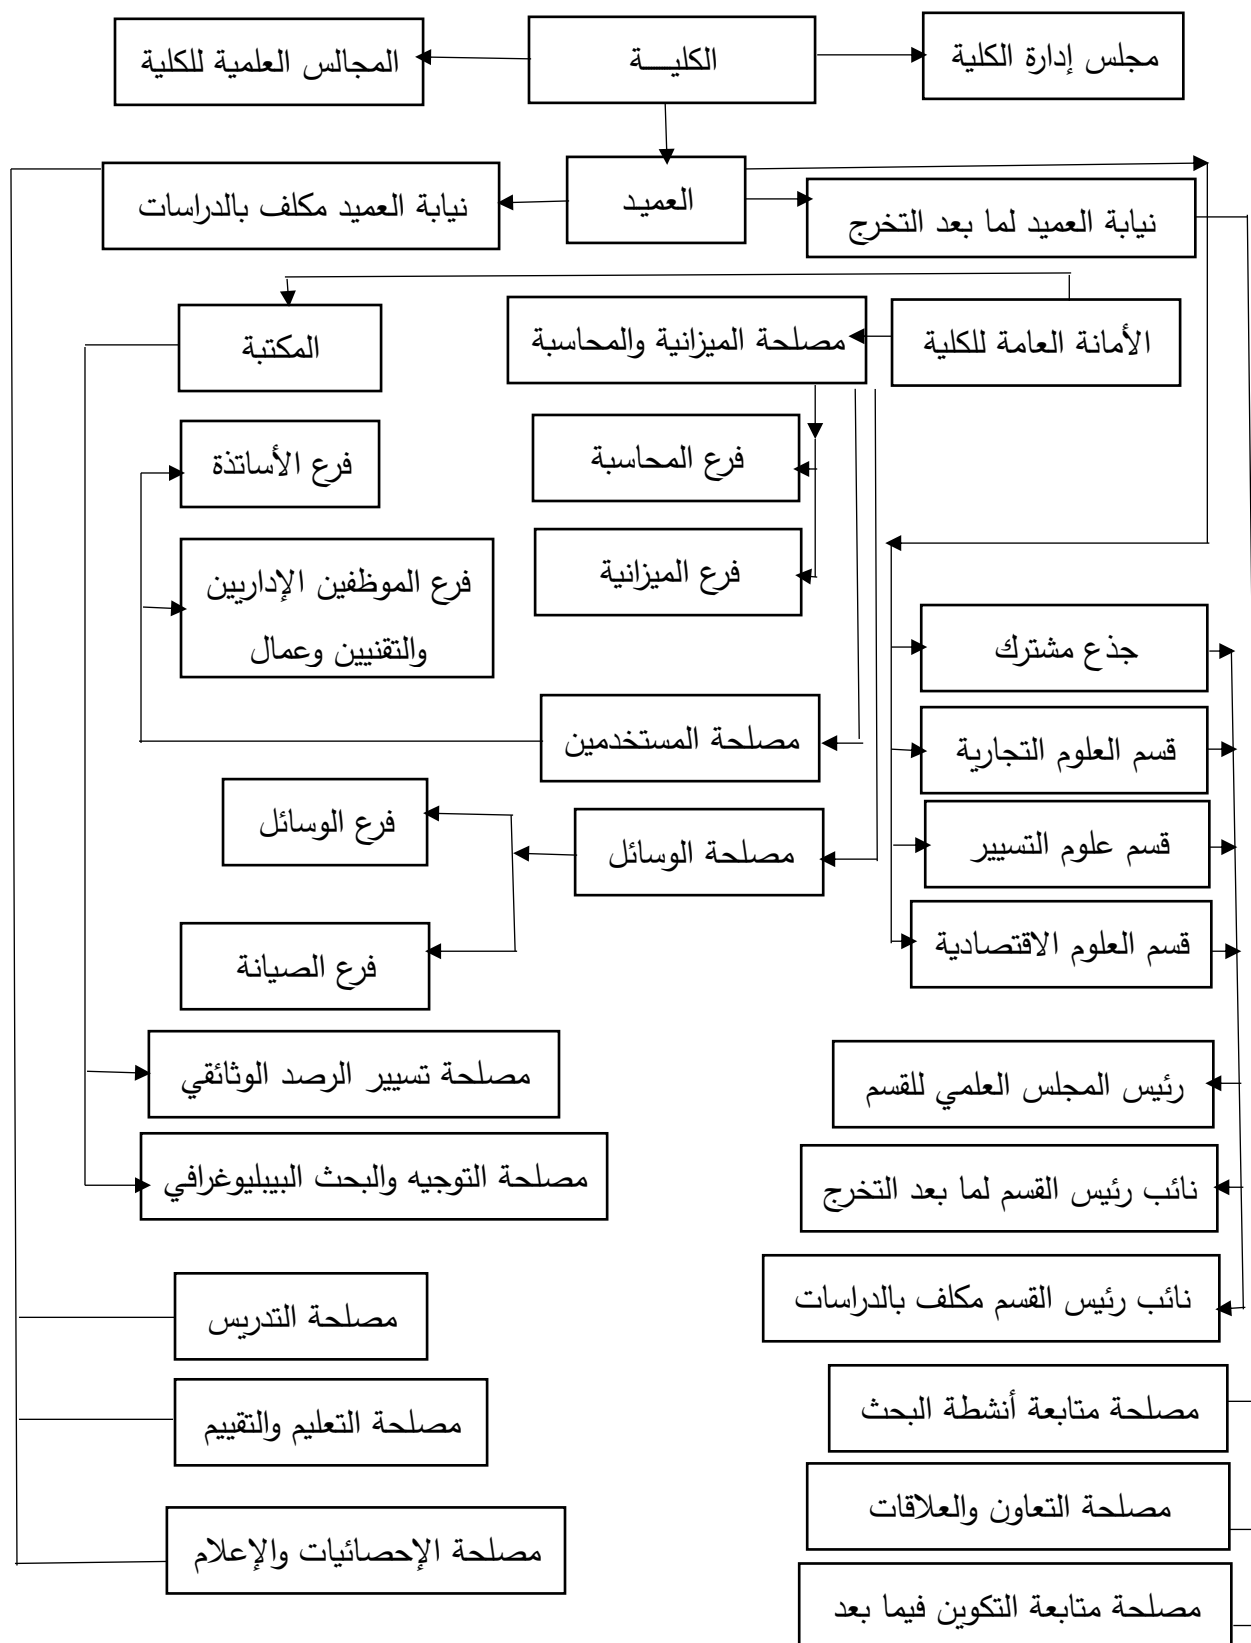 مجلس إدارة الكلية
الكليـــة
المجالس العلمية للكلية
العميـد
نيابة العميد مكلف بالدراسات
نيابة العميد لما بعد التخرج
الأمانة العامة للكلية
مصلحة الميزانية والمحاسبة
المكتبة
فرع المحاسبة
فرع الأساتذة
فرع الميزانية
فرع الموظفين الإداريين
والتقنيين وعمال
جذع مشترك
مصلحة المستخدمين
قسم العلوم التجارية
فرع الوسائل
قسم علوم التسيير
مصلحة الوسائل
قسم العلوم الاقتصادية
فرع الصيانة
رئيس المجلس العلمي للقسم
مصلحة تسيير الرصد الوثائقي
نائب رئيس القسم لما بعد التخرج
مصلحة التوجيه والبحث البيبليوغرافي
نائب رئيس القسم مكلف بالدراسات
مصلحة التدريس
مصلحة متابعة أنشطة البحث
مصلحة التعليم والتقييم
مصلحة التعاون والعلاقات
مصلحة الإحصائيات والإعلام
مصلحة متابعة التكوين فيما بعد